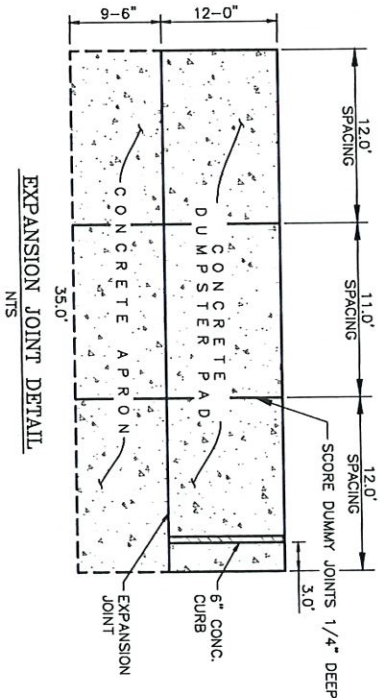 12.0'
SPACING
11.0'
SPACING
12.0'
SPACING
SCORE DUMMY JOINTS 1/4" DEEP
3.0'
12'-0"
9-6"
CONCRETE
DUMPSTER PAD
CONCRETE APRON
6" CONC.
CURB
EXPANSION
JOINT
35.0'
EXPANSION JOINT DETAIL
NTS